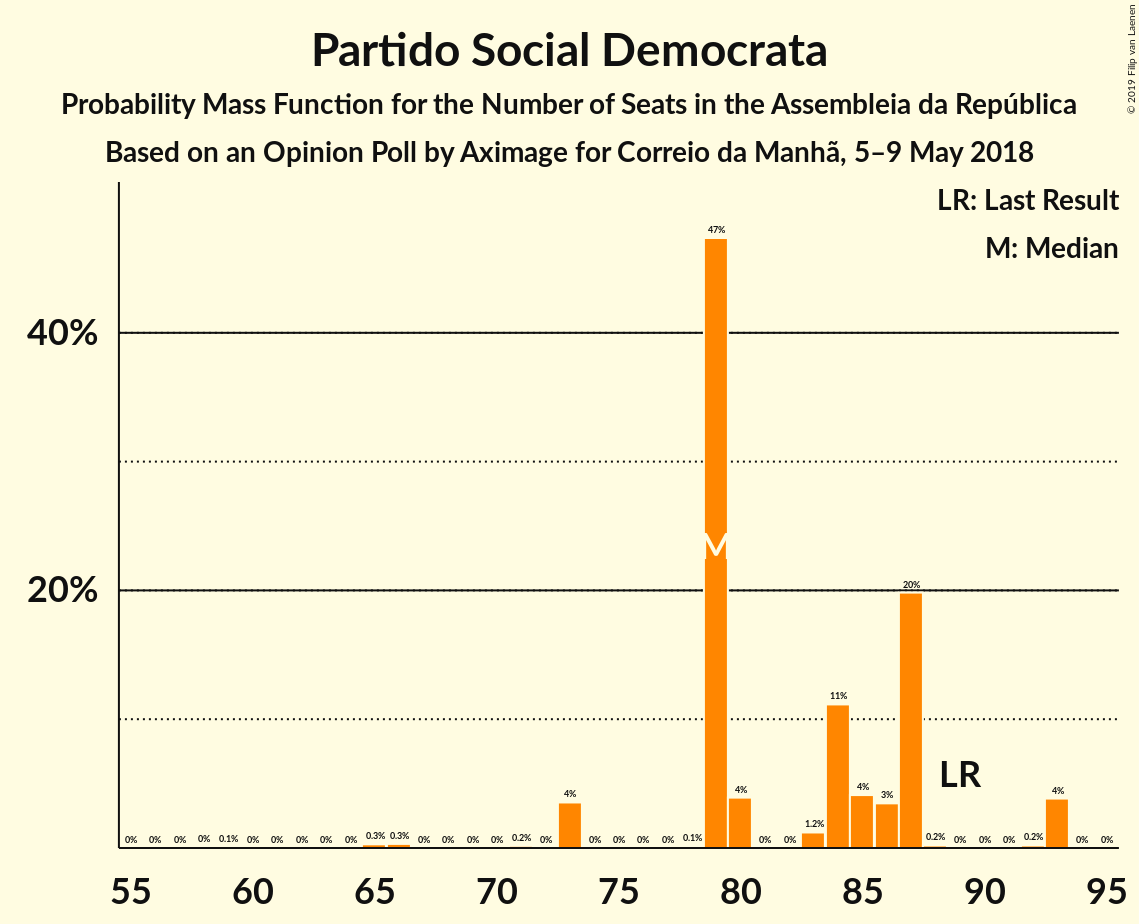 © 2019 Filip van Laenen
Partido Social Democrata
Probability Mass Function for the Number of Seats in the Assembleia da República
Based on an Opinion Poll by Aximage for Correio da Manhã, 5–9 May 2018
LR: Last Result
M: Median
40%
20%
M
LR
0% 0% 0% 0% 0.1% 0% 0% 0% 0% 0% 0.3% 0.3% 0% 0% 0% 0% 0.2% 0% 4% 0% 0% 0% 0% 0.1% 47% 4% 0% 0% 1.2% 11% 4% 3% 20% 0.2% 0% 0% 0% 0.2% 4% 0% 0%
55 60 65 70 75 80 85 90 95